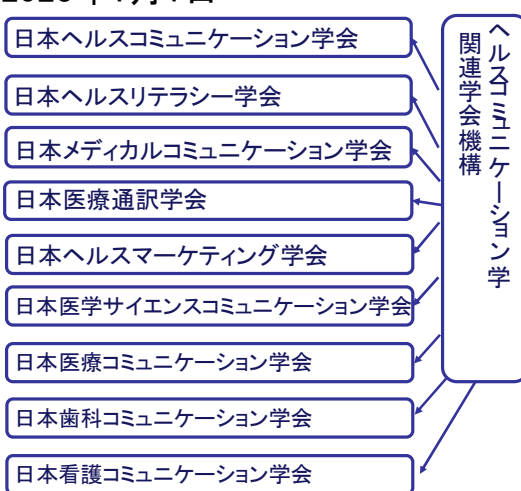 日本ヘルスコミュニケーション学会
日本ヘルスリテラシー学会
日本メディカルコミュニケーション学会
日本医療通訳学会
日本ヘルスマーケティング学会
日本医学サイエンスコミュニケーション学会
日本医療コミュニケーション学会
日本歯科コミュニケーション学会
日本看護コミュニケーション学会
ヘルスコミュニケーション学
関連学会機構